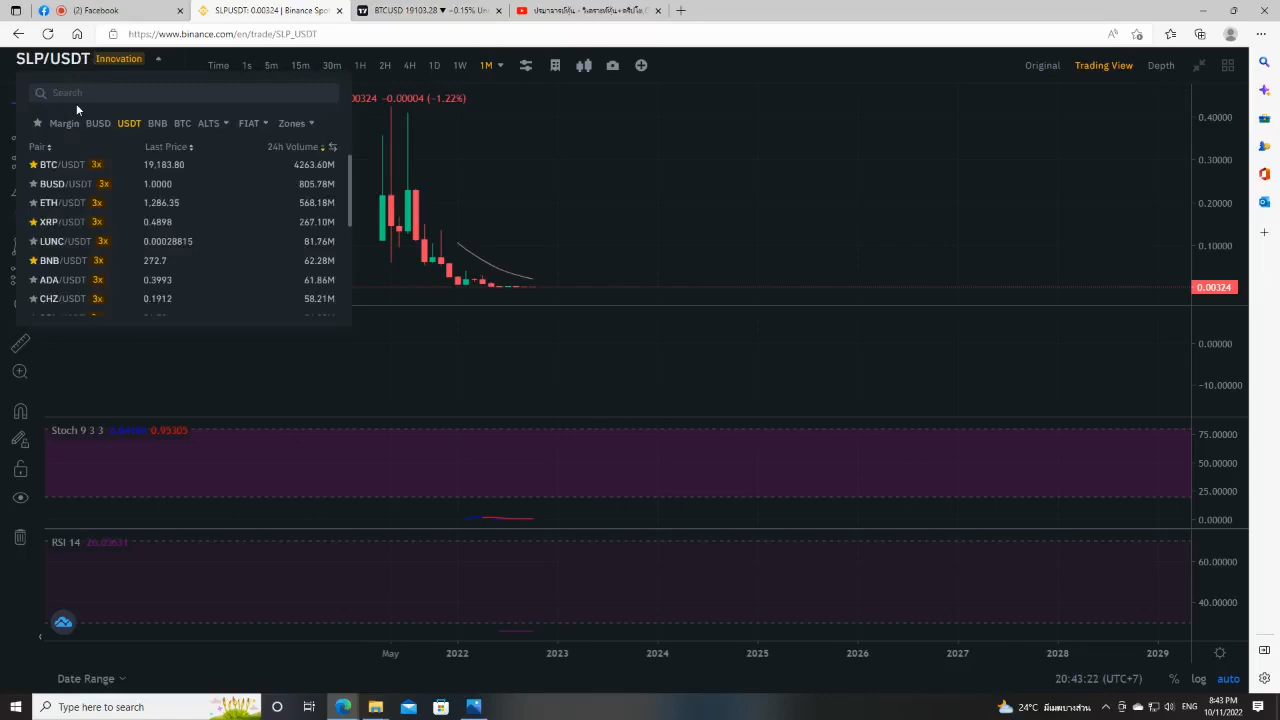 (2) Facebook
SLPUSDT: 0.00324 | Binance Spo
BTCUSD 19103.28 ▼ −0.15% Un
https://www.binance.com/en/trade/SLP_USDT
SLP/USDT Innovation
Time 1s 5m 15m 30m 1H 2H 4H 1D 1W 1M
Original Trading View Depth
Search
0324 −0.00004 (−1.22%)
Margin BUSD USDT BNB BTC ALTS FIAT Zones
Pair Last Price 24h Volume
BTC/USDT 3x 19,183.80 4263.60M
BUSD/USDT 3x 1.0000 805.78M
ETH/USDT 3x 1,286.35 568.18M
XRP/USDT 3x 0.4898 267.10M
LUNC/USDT 3x 0.00028815 81.76M
BNB/USDT 3x 272.7 62.28M
ADA/USDT 3x 0.3993 61.86M
CHZ/USDT 3x 0.1912 58.21M
0.40000
0.30000
0.20000
0.10000
0.00324
0.00000
−10.00000
Stoch 9 3 3 0.95305
75.00000
50.00000
25.00000
0.00000
RSI 14 26.03631
60.00000
40.00000
May 2022 2023 2024 2025 2026 2027 2028 2029
Date Range 20:43:22 (UTC+7) % log auto
Type here to search
24°C ENG 8:43 PM
10/11/2022